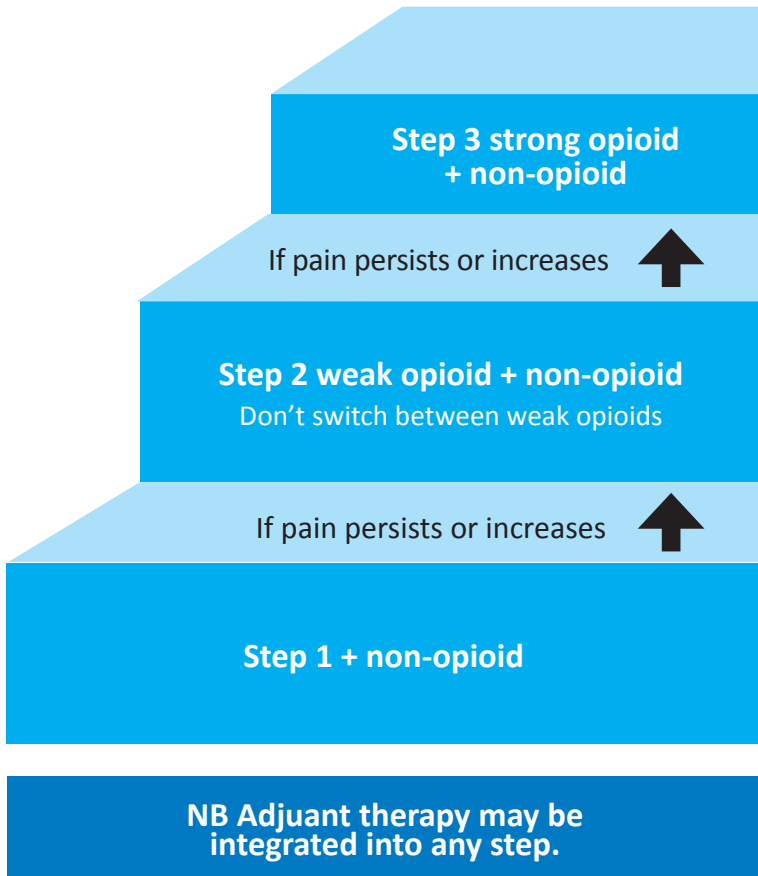 Step 3 strong opioid
+ non-opioid
If pain persists or increases
Step 2 weak opioid + non-opioid
Don’t switch between weak opioids
If pain persists or increases
Step 1 + non-opioid
NB Adjuant therapy may be
integrated into any step.